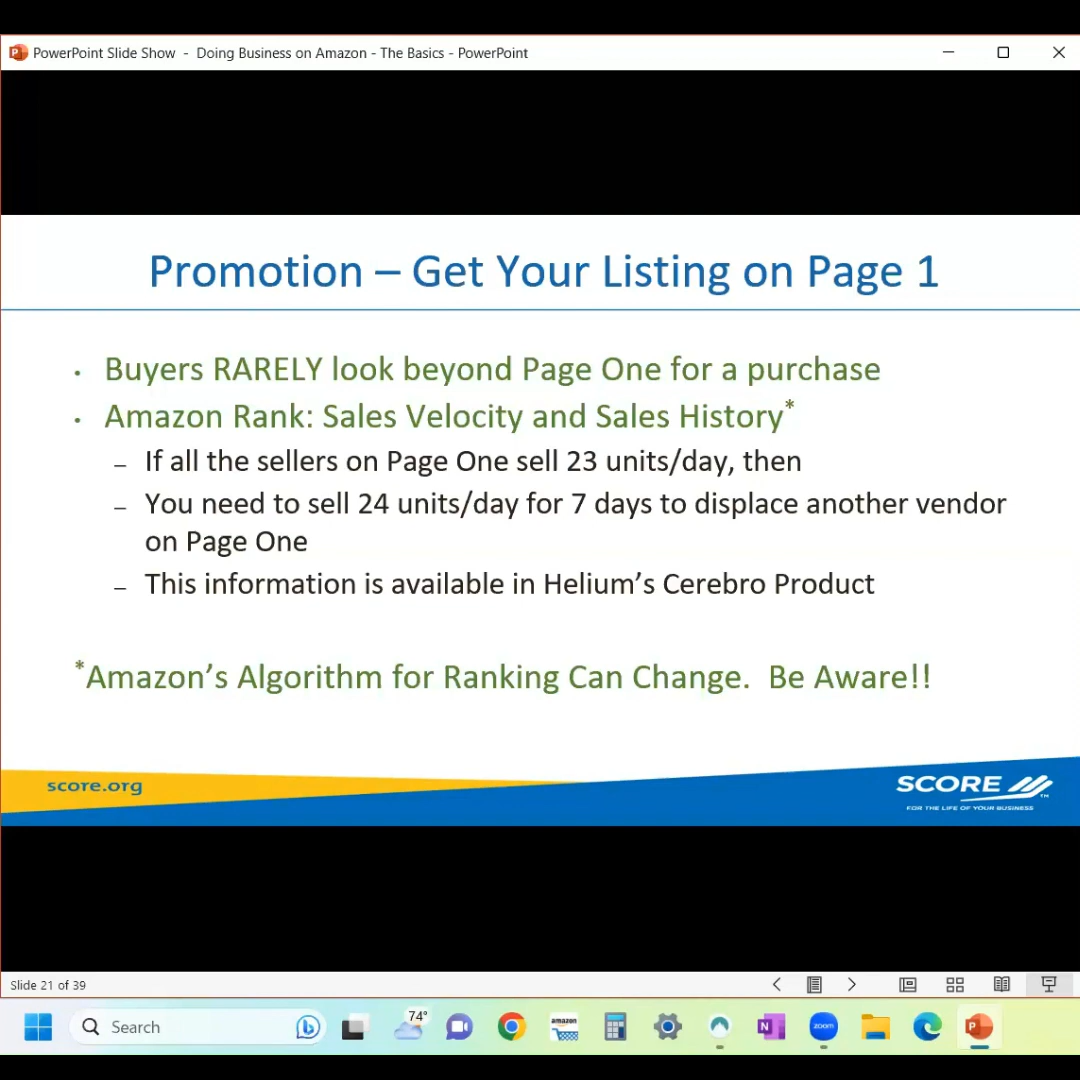 PowerPoint Slide Show - Doing Business on Amazon - The Basics - PowerPoint
Promotion – Get Your Listing on Page 1
• Buyers RARELY look beyond Page One for a purchase
• Amazon Rank: Sales Velocity and Sales History*
– If all the sellers on Page One sell 23 units/day, then
– You need to sell 24 units/day for 7 days to displace another vendor
on Page One
– This information is available in Helium's Cerebro Product
*Amazon's Algorithm for Ranking Can Change. Be Aware!!
score.org
SCORE
FOR THE LIFE OF YOUR BUSINESS
Slide 21 of 39
Search
74°
amazon
N
zoom
P